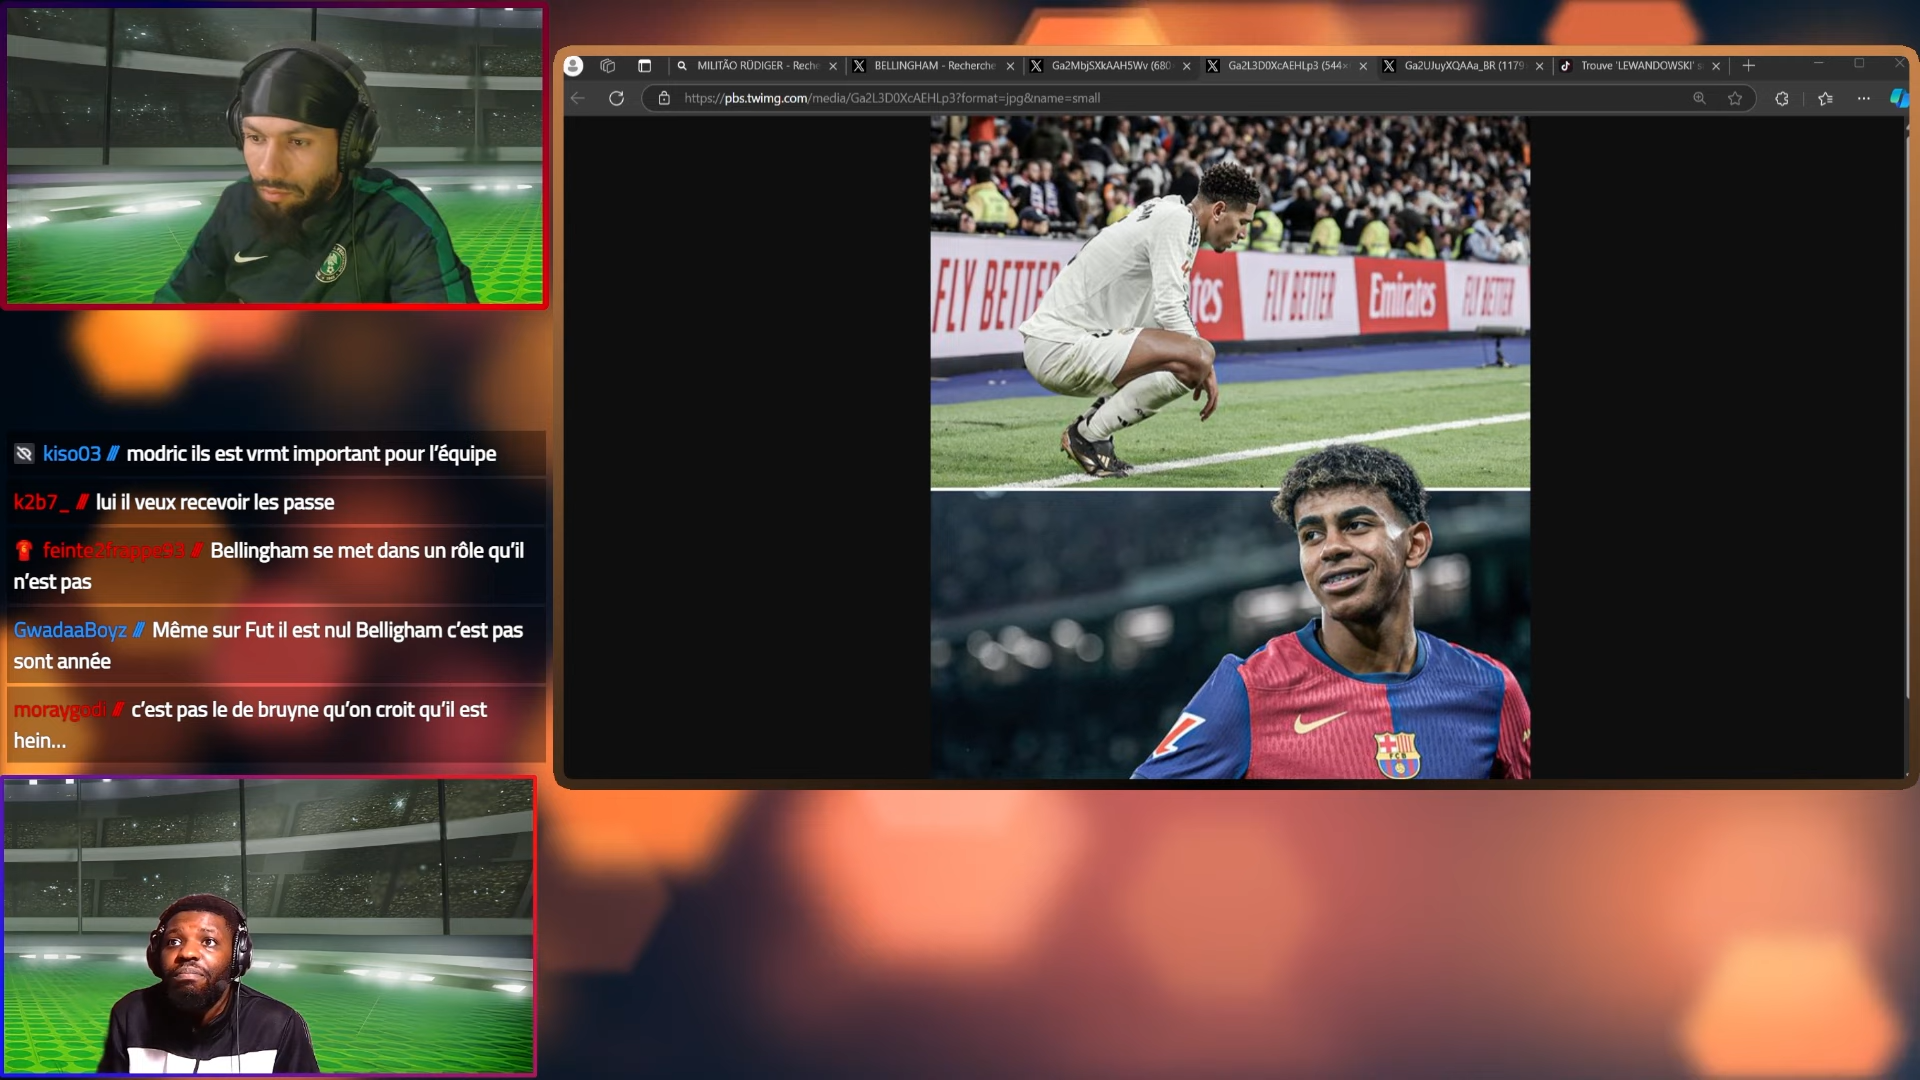 MILITÃO RÜDIGER - Reche
BELLINGHAM - Recherche
Ga2MbjSXkAAH5Wv (680
Ga2L3D0XcAEHLp3 (544×
Ga2UJuyXQAAa_BR (1179
Trouve 'LEWANDOWSKI' s
https://pbs.twimg.com/media/Ga2L3D0XcAEHLp3?format=jpg&name=small
FLY BETTER
tes
FLY BETTER
Emirates
FLY BETTER
FCB
kiso03 /// modric ils est vrmt important pour l'équipe
k2b7_ /// lui il veux recevoir les passe
feinte2frappe93 /// Bellingham se met dans un rôle qu'il
n'est pas
GwadaaBoyz /// Même sur Fut il est nul Belligham c'est pas
sont année
moraygodi /// c'est pas le de bruyne qu'on croit qu'il est
hein...